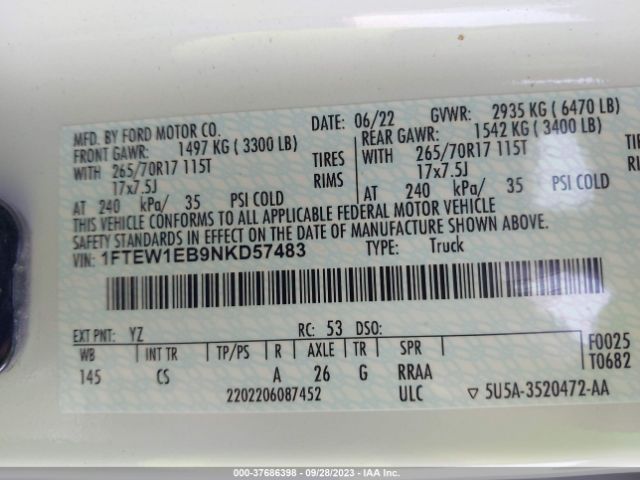 MFD. BY FORD MOTOR CO. DATE: 06/22 GVWR: 2935 KG ( 6470 LB)
FRONT GAWR: 1497 KG ( 3300 LB) REAR GAWR: 1542 KG ( 3400 LB)
WITH 265/70R17 115T TIRES WITH 265/70R17 115T TIRES
17x7.5J RIMS 17x7.5J RIMS
AT 240 kPa/ 35 PSI COLD AT 240 kPa/ 35 PSI COLD
THIS VEHICLE CONFORMS TO ALL APPLICABLE FEDERAL MOTOR VEHICLE
SAFETY STANDARDS IN EFFECT ON THE DATE OF MANUFACTURE SHOWN ABOVE.
VIN: 1FTEW1EB9NKD57483 TYPE: Truck
EXT PNT: YZ RC: 53 DSO:
WB INT TR TP/PS R AXLE TR SPR F0025
145 CS A 26 G RRAA T0682
2202206087452 ULC ▽ 5U5A-3520472-AA
000-37686398 - 09/28/2023 - IAA Inc.